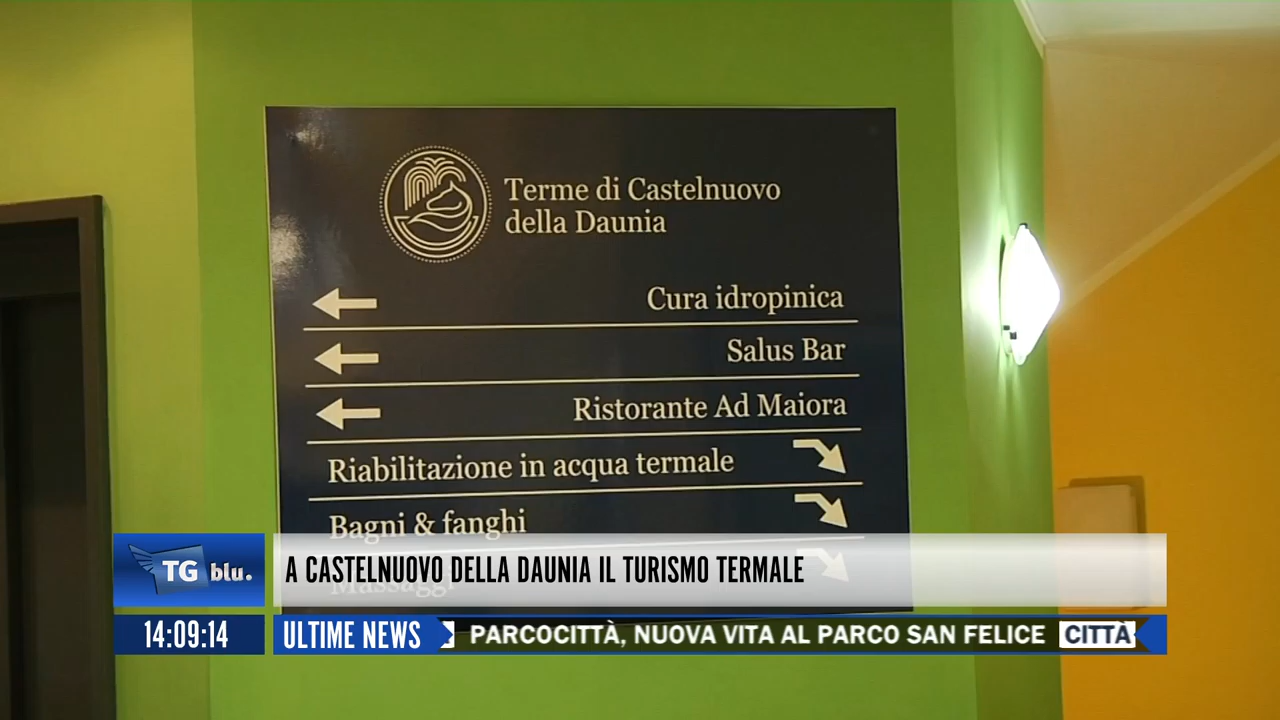 Terme di Castelnuovo
della Daunia
Cura idropinica
Salus Bar
Ristorante Ad Maiora
Riabilitazione in acqua termale
Bagni & fanghi
Massaggi
TG blu.
A CASTELNUOVO DELLA DAUNIA IL TURISMO TERMALE
14:09:14
ULTIME NEWS
PARCOCITTÀ, NUOVA VITA AL PARCO SAN FELICE CITTÀ